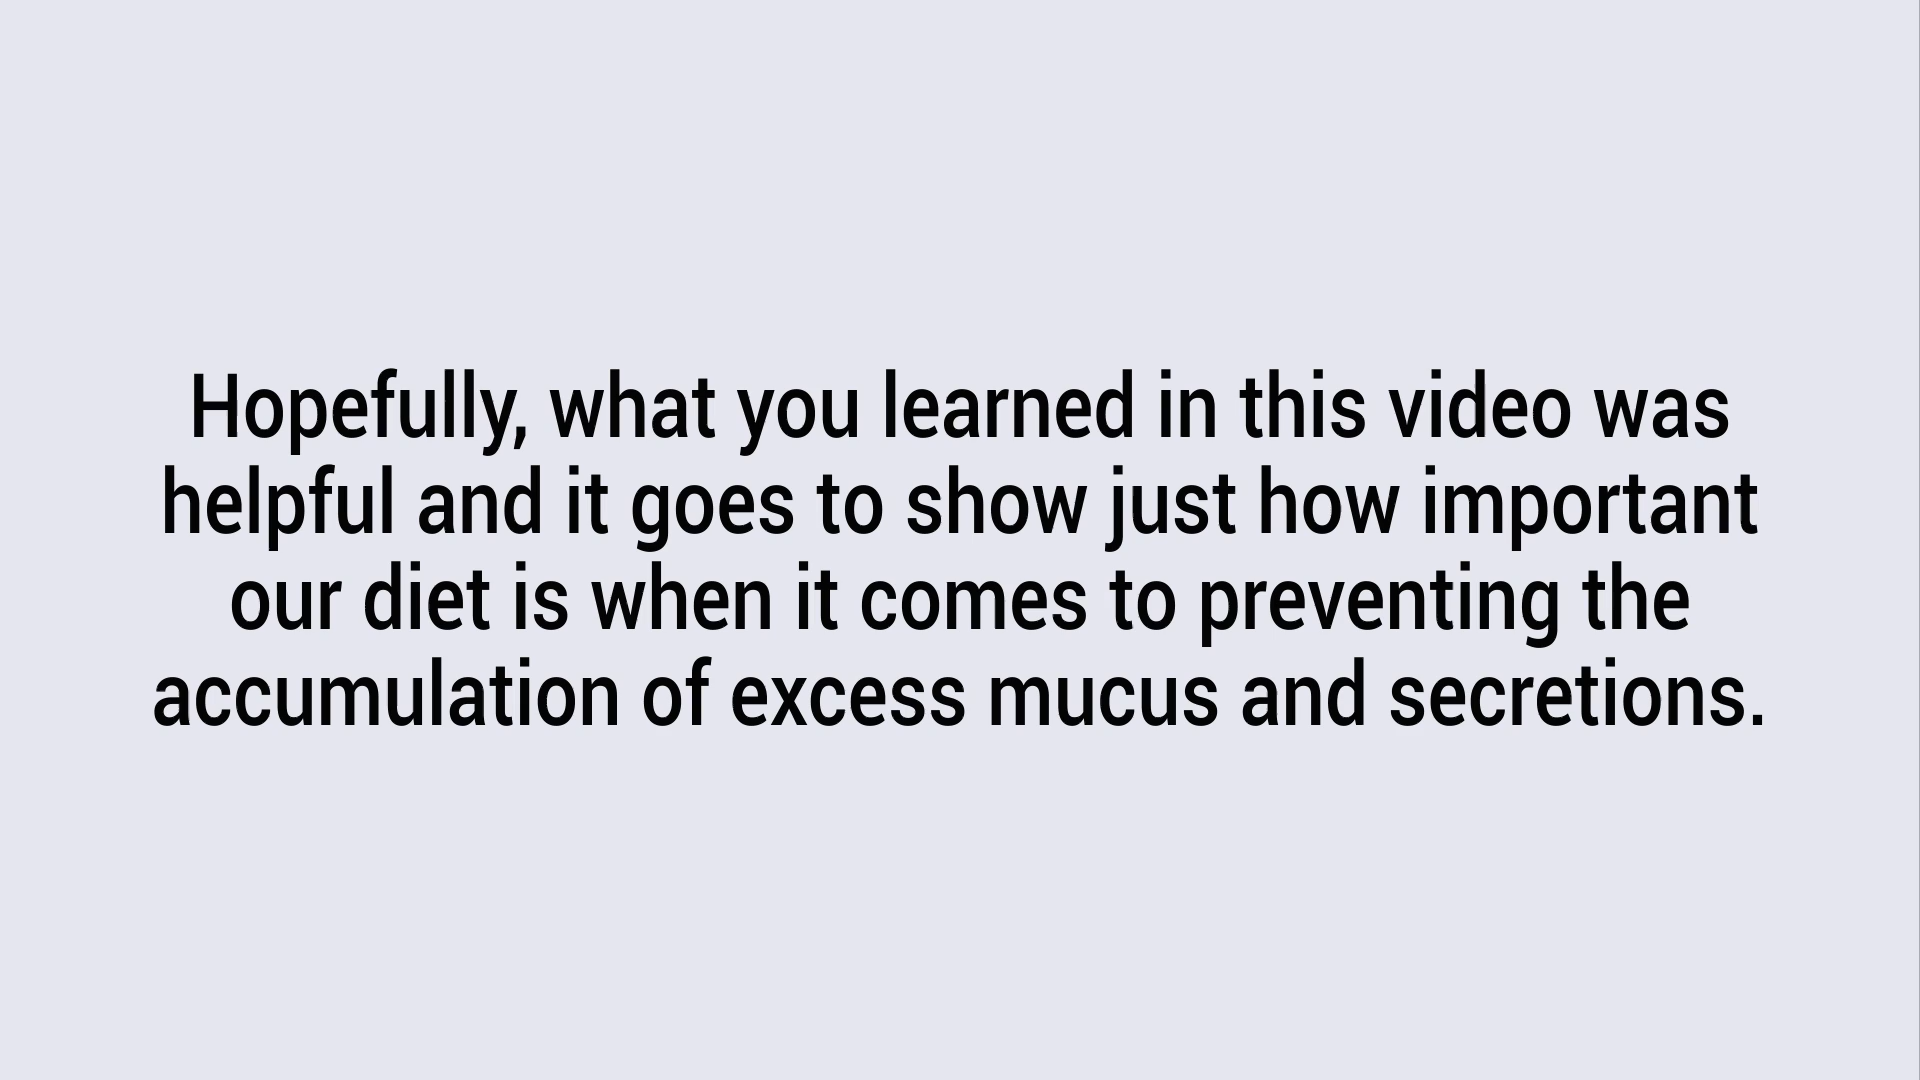 Hopefully, what you learned in this video was
helpful and it goes to show just how important
our diet is when it comes to preventing the
accumulation of excess mucus and secretions.